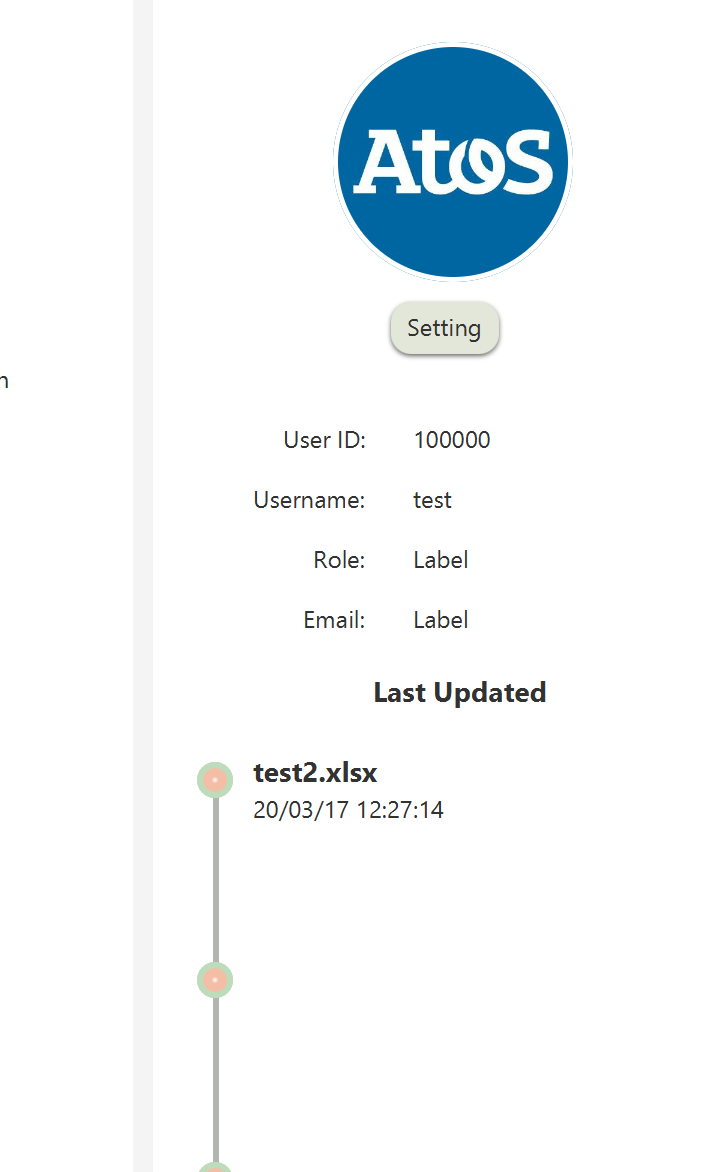 Atos
Setting
User ID: 100000
Username: test
Role: Label
Email: Label
Last Updated
test2.xlsx
20/03/17 12:27:14